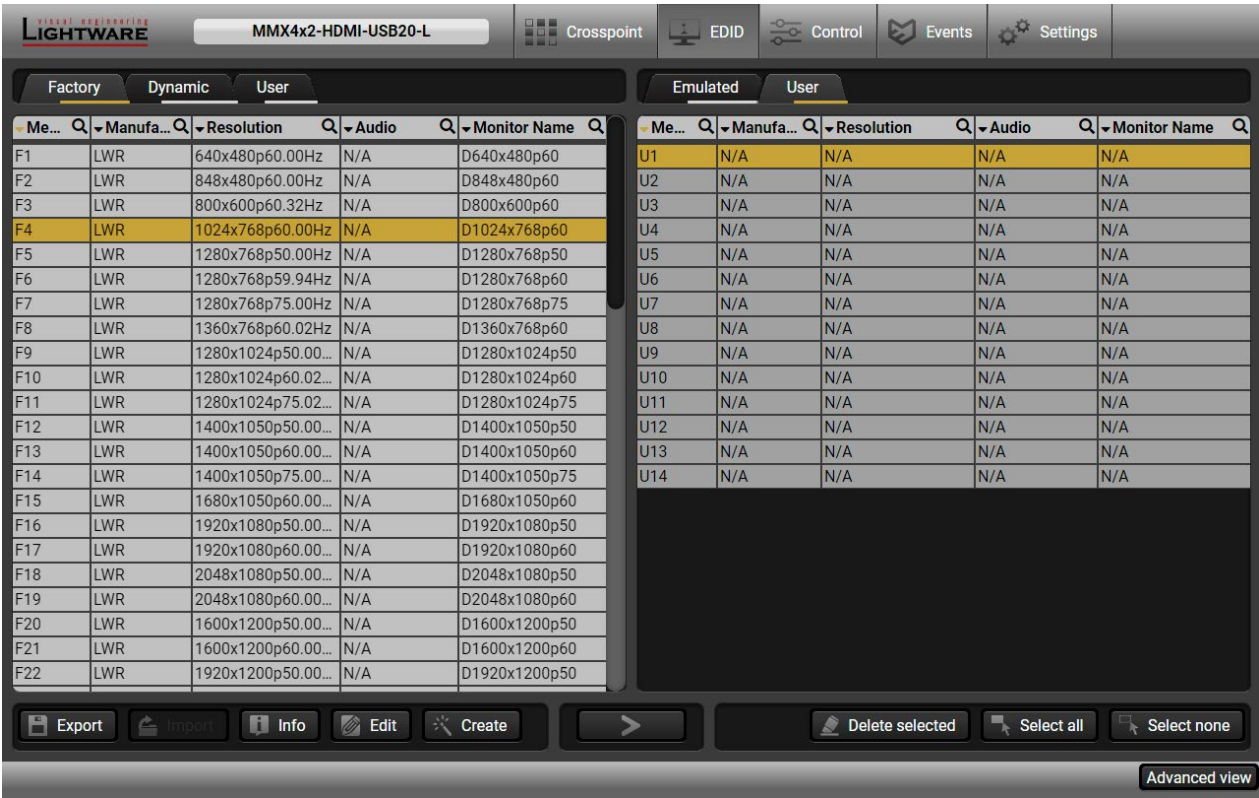 visual engineering
LIGHTWARE MMX4x2-HDMI-USB20-L Crosspoint EDID Control Events Settings
Factory Dynamic User Emulated User
Me... Manufa... Resolution Audio Monitor Name Me... Manufa... Resolution Audio Monitor Name
F1 LWR 640x480p60.00Hz N/A D640x480p60 U1 N/A N/A N/A N/A
F2 LWR 848x480p60.00Hz N/A D848x480p60 U2 N/A N/A N/A N/A
F3 LWR 800x600p60.32Hz N/A D800x600p60 U3 N/A N/A N/A N/A
F4 LWR 1024x768p60.00Hz N/A D1024x768p60 U4 N/A N/A N/A N/A
F5 LWR 1280x768p50.00Hz N/A D1280x768p50 U5 N/A N/A N/A N/A
F6 LWR 1280x768p59.94Hz N/A D1280x768p60 U6 N/A N/A N/A N/A
F7 LWR 1280x768p75.00Hz N/A D1280x768p75 U7 N/A N/A N/A N/A
F8 LWR 1360x768p60.02Hz N/A D1360x768p60 U8 N/A N/A N/A N/A
F9 LWR 1280x1024p50.00... N/A D1280x1024p50 U9 N/A N/A N/A N/A
F10 LWR 1280x1024p60.02... N/A D1280x1024p60 U10 N/A N/A N/A N/A
F11 LWR 1280x1024p75.02... N/A D1280x1024p75 U11 N/A N/A N/A N/A
F12 LWR 1400x1050p50.00... N/A D1400x1050p50 U12 N/A N/A N/A N/A
F13 LWR 1400x1050p60.00... N/A D1400x1050p60 U13 N/A N/A N/A N/A
F14 LWR 1400x1050p75.00... N/A D1400x1050p75 U14 N/A N/A N/A N/A
F15 LWR 1680x1050p60.00... N/A D1680x1050p60
F16 LWR 1920x1080p50.00... N/A D1920x1080p50
F17 LWR 1920x1080p60.00... N/A D1920x1080p60
F18 LWR 2048x1080p50.00... N/A D2048x1080p50
F19 LWR 2048x1080p60.00... N/A D2048x1080p60
F20 LWR 1600x1200p50.00... N/A D1600x1200p50
F21 LWR 1600x1200p60.00... N/A D1600x1200p60
F22 LWR 1920x1200p50.00... N/A D1920x1200p50
Export Import Info Edit Create > Delete selected Select all Select none
Advanced view